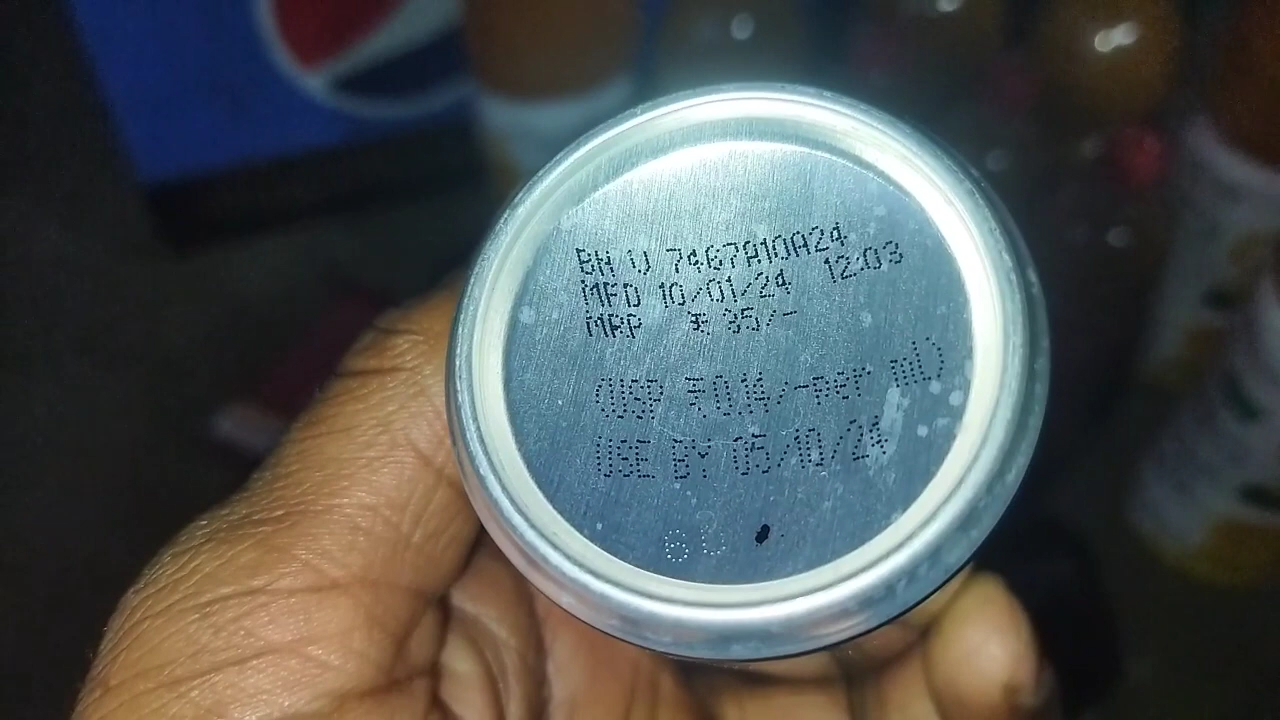 BN U 7467A10A24
MFD 10/01/24 12:03
MRP ₹ 35/-
(USP ₹.0.14/-per ml)
USE BY 05/10/24